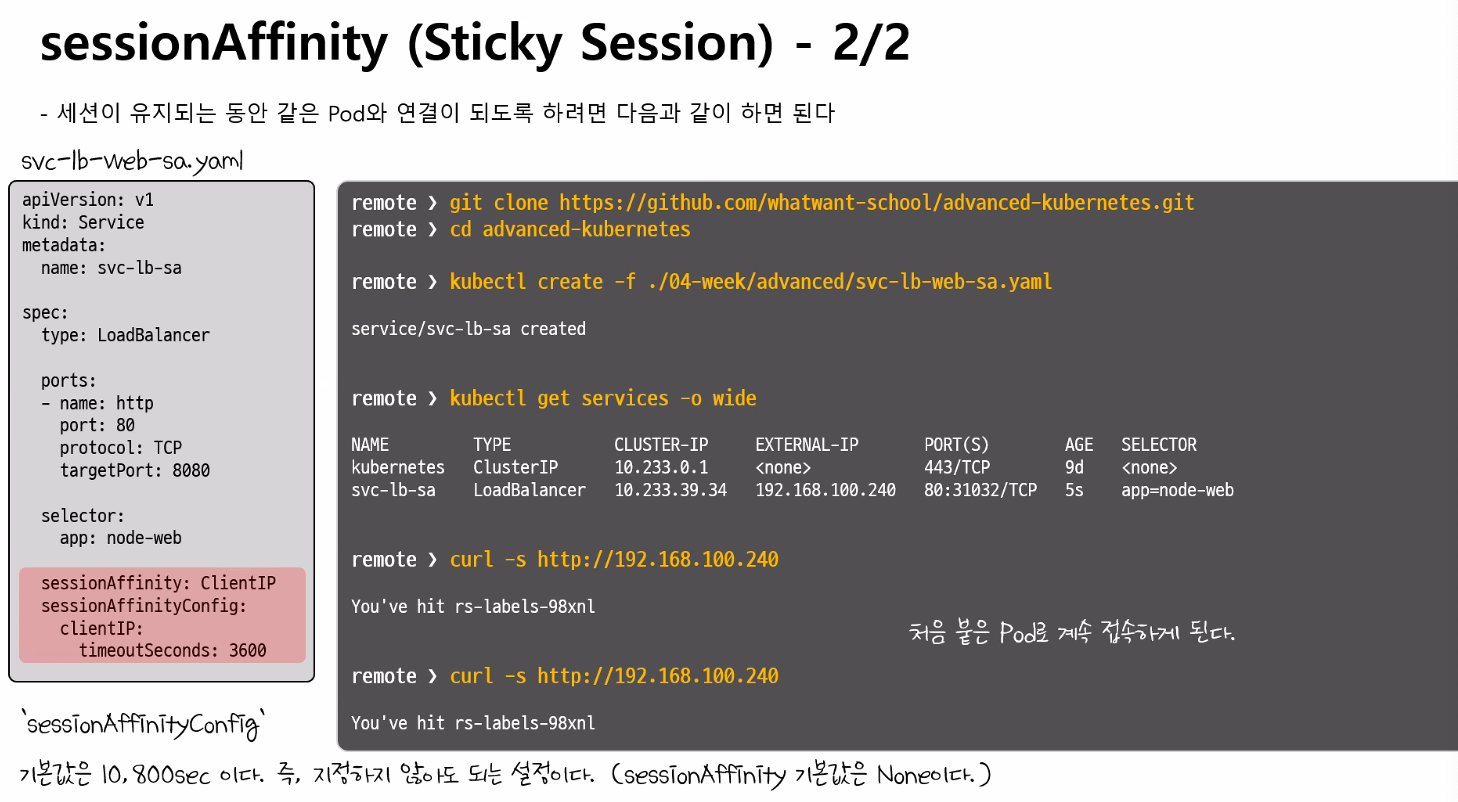 sessionAffinity (Sticky Session) - 2/2
- 세션이 유지되는 동안 같은 Pod와 연결이 되도록 하려면 다음과 같이 하면 된다
svc-lb-web-sa.yaml
apiVersion: v1
kind: Service
metadata:
  name: svc-lb-sa
spec:
  type: LoadBalancer
  ports:
  - name: http
    port: 80
    protocol: TCP
    targetPort: 8080
  selector:
    app: node-web
  sessionAffinity: ClientIP
  sessionAffinityConfig:
    clientIP:
      timeoutSeconds: 3600
`sessionAffinityConfig`
기본값은 10,800sec 이다. 즉, 지정하지 않아도 되는 설정이다. (sessionAffinity 기본값은 None이다.)
remote ❯ git clone https://github.com/whatwant-school/advanced-kubernetes.git
remote ❯ cd advanced-kubernetes
remote ❯ kubectl create -f ./04-week/advanced/svc-lb-web-sa.yaml
service/svc-lb-sa created
remote ❯ kubectl get services -o wide
NAME         TYPE           CLUSTER-IP     EXTERNAL-IP       PORT(S)        AGE   SELECTOR
kubernetes   ClusterIP      10.233.0.1     <none>            443/TCP        9d    <none>
svc-lb-sa    LoadBalancer   10.233.39.34   192.168.100.240   80:31032/TCP   5s    app=node-web
remote ❯ curl -s http://192.168.100.240
You've hit rs-labels-98xnl
처음 붙은 Pod로 계속 접속하게 된다.
remote ❯ curl -s http://192.168.100.240
You've hit rs-labels-98xnl